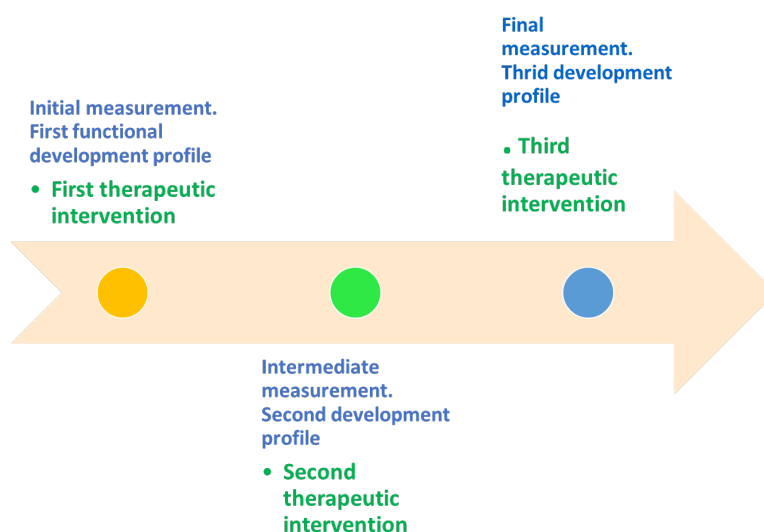 Initial measurement.
First functional
development profile
• First therapeutic
intervention
Intermediate
measurement.
Second development
profile
• Second
therapeutic
intervention
Final
measurement.
Thrid development
profile
. Third
therapeutic
intervention